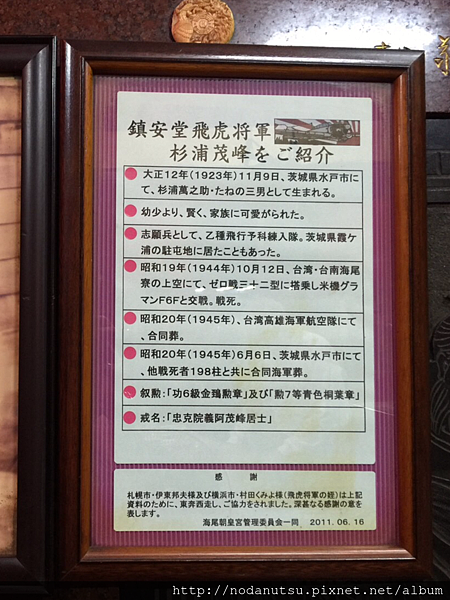 鎮安堂飛虎将軍
杉浦茂峰をご紹介
大正12年(1923年)11月9日、茨城県水戸市に
て、杉浦萬之助・たねの三男として生まれる。
幼少より、賢く、家族に可愛がられた。
志願兵として、乙種飛行予科練入隊。茨城県霞ケ
浦の駐屯地に居たこともあった。
昭和19年(1944年)10月12日、台湾・台南海尾
寮の上空にて、ゼロ戦三十二型に搭乗し米機グラ
マンF6Fと交戦。戦死。
昭和20年(1945年)、台湾高雄海軍航空隊にて
、合同葬。
昭和20年(1945年)6月6日、茨城県水戸市にて、
他戦死者198柱と共に合同海軍葬。
叙勲:「功6級金鵄勲章」及び「勲7等青色桐葉章」
戒名:「忠克院義阿茂峰居士」
感 謝
札幌市・伊東邦夫様及び横浜市・村田くみよ様(飛虎将軍の姪)は上記
資料のために、東奔西走し、ご協力をされました。深甚なる感謝の意を
表します。
海尾朝皇宮管理委員会一同 2011.06.16
http://nodanutsu.pixnet.net/album